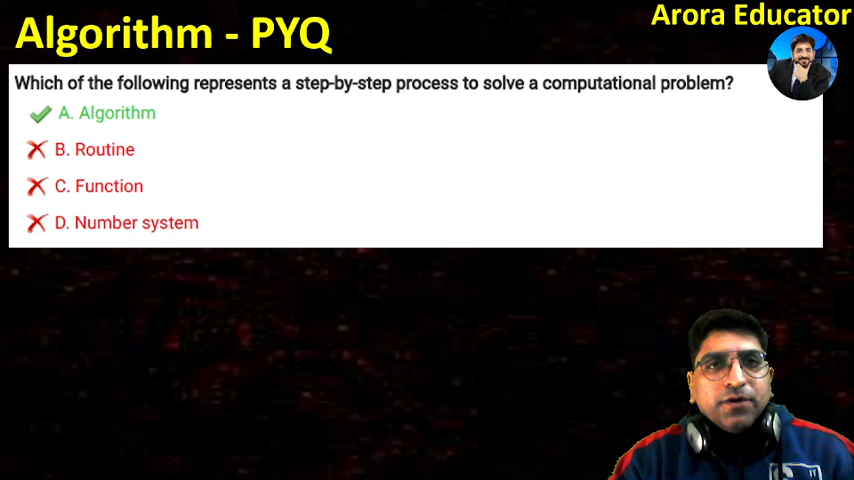 Algorithm - PYQ
Arora Educator
Which of the following represents a step-by-step process to solve a computational problem?
A. Algorithm
B. Routine
C. Function
D. Number system
IT